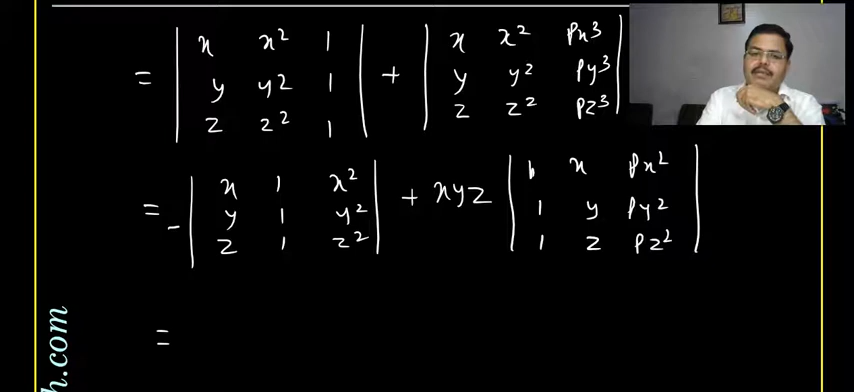 = | x x² 1 | + | x x² px³ |
| y y² 1 | | y y² py³ |
| z z² 1 | | z z² pz³ |
= - | x 1 x² | + xyz | 1 x px² |
| y 1 y² | | 1 y py² |
| z 1 z² | | 1 z pz² |
=
h.com